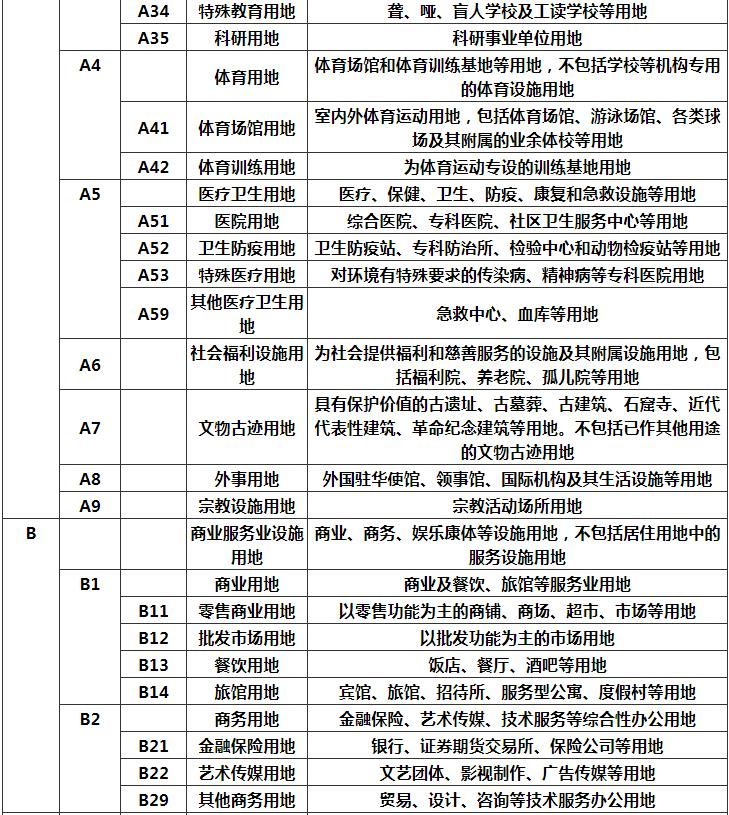 A34 特殊教育用地 聋、哑、盲人学校及工读学校等用地
A35 科研用地 科研事业单位用地
A4 体育用地 体育场馆和体育训练基地等用地，不包括学校等机构专用
的体育设施用地
A41 体育场馆用地 室内外体育运动用地，包括体育场馆、游泳场馆、各类球
场及其附属的业余体校等用地
A42 体育训练用地 为体育运动专设的训练基地用地
A5 医疗卫生用地 医疗、保健、卫生、防疫、康复和急救设施等用地
A51 医院用地 综合医院、专科医院、社区卫生服务中心等用地
A52 卫生防疫用地 卫生防疫站、专科防治所、检验中心和动物检疫站等用地
A53 特殊医疗用地 对环境有特殊要求的传染病、精神病等专科医院用地
A59 其他医疗卫生用
地 急救中心、血库等用地
A6 社会福利设施用
地 为社会提供福利和慈善服务的设施及其附属设施用地，包
括福利院、养老院、孤儿院等用地
A7 文物古迹用地 具有保护价值的古遗址、古墓葬、古建筑、石窟寺、近代
代表性建筑、革命纪念建筑等用地。不包括已作其他用途
的文物古迹用地
A8 外事用地 外国驻华使馆、领事馆、国际机构及其生活设施等用地
A9 宗教设施用地 宗教活动场所用地
B 商业服务业设施
用地 商业、商务、娱乐康体等设施用地，不包括居住用地中的
服务设施用地
B1 商业用地 商业及餐饮、旅馆等服务业用地
B11 零售商业用地 以零售功能为主的商铺、商场、超市、市场等用地
B12 批发市场用地 以批发功能为主的市场用地
B13 餐饮用地 饭店、餐厅、酒吧等用地
B14 旅馆用地 宾馆、旅馆、招待所、服务型公寓、度假村等用地
B2 商务用地 金融保险、艺术传媒、技术服务等综合性办公用地
B21 金融保险用地 银行、证券期货交易所、保险公司等用地
B22 艺术传媒用地 文艺团体、影视制作、广告传媒等用地
B29 其他商务用地 贸易、设计、咨询等技术服务办公用地